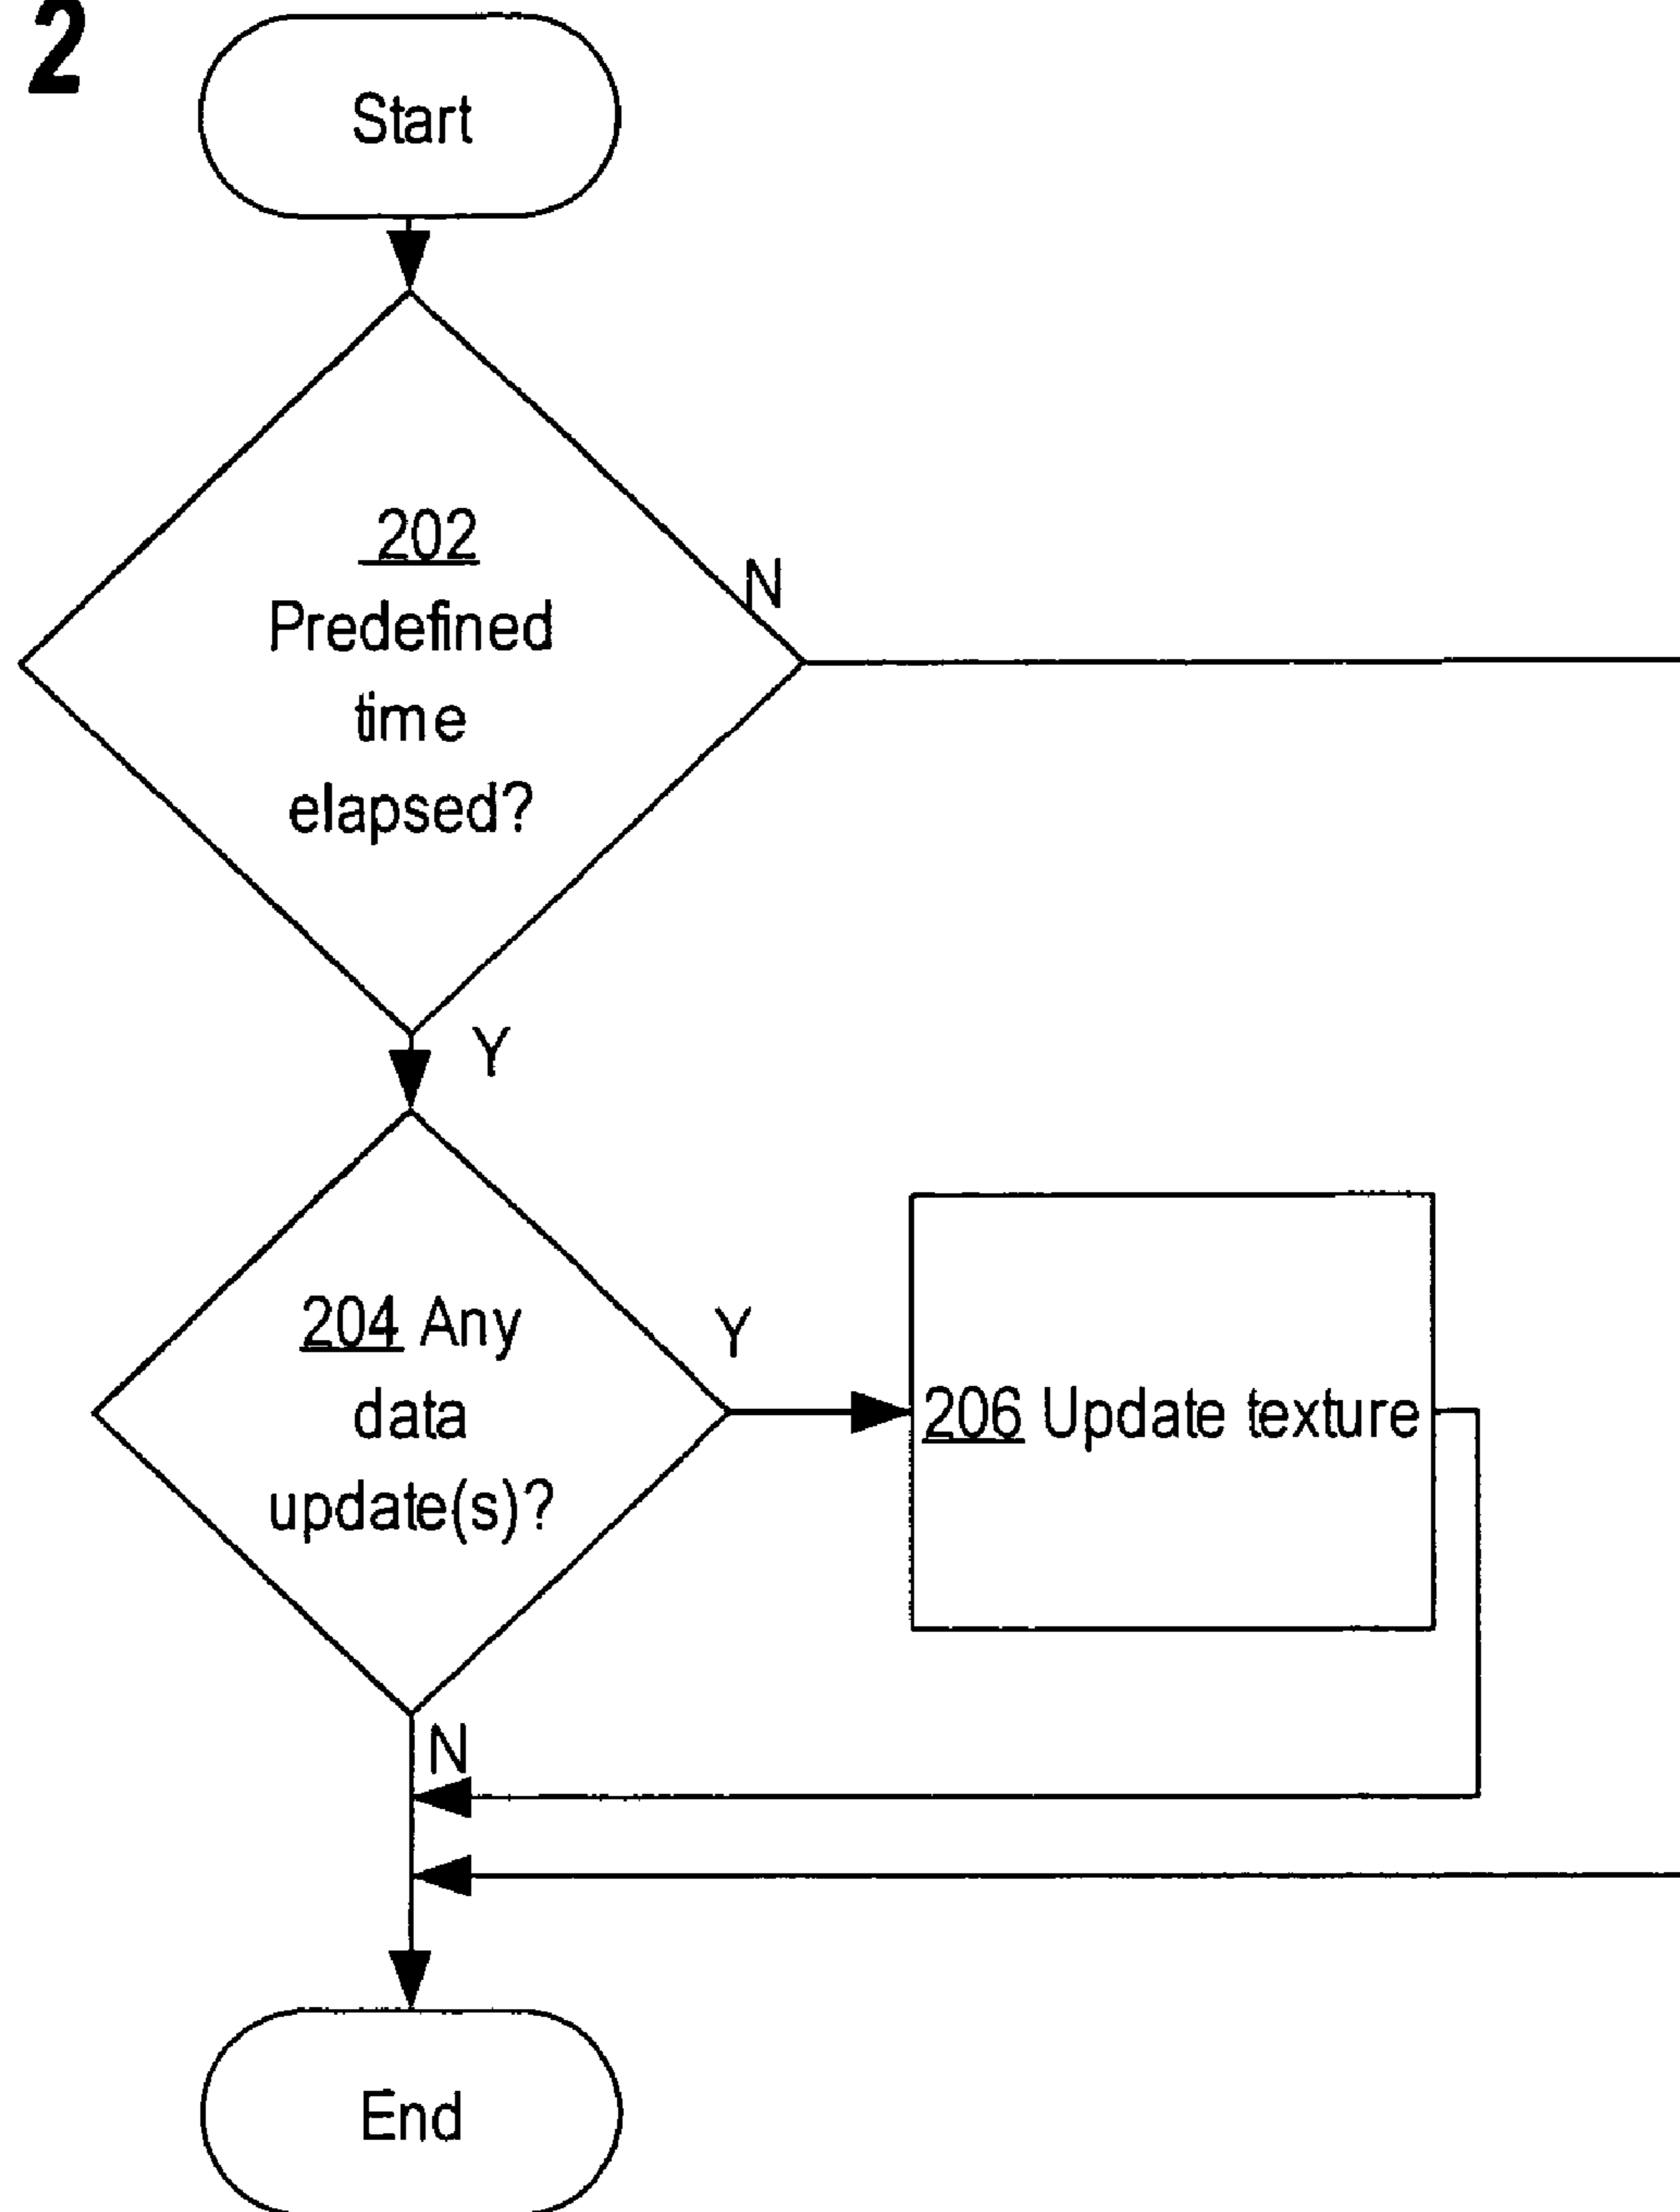 2
Start
202
Predefined
time
elapsed?
N
Y
204 Any
data
update(s)?
Y
206 Update texture
N
End